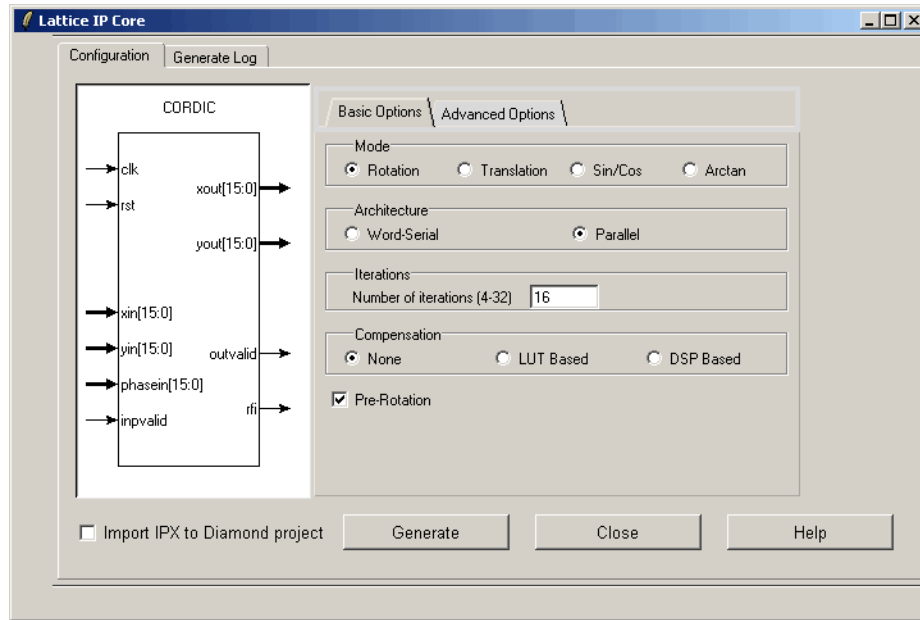 Lattice IP Core
Configuration Generate Log
CORDIC
clk
rst
xout[15:0]
yout[15:0]
xin[15:0]
yin[15:0]
outvalid
phasein[15:0]
rfi
inpvalid
Basic Options Advanced Options
Mode
Rotation Translation Sin/Cos Arctan
Architecture
Word-Serial Parallel
Iterations
Number of iterations (4-32) 16
Compensation
None LUT Based DSP Based
Pre-Rotation
Import IPX to Diamond project Generate Close Help